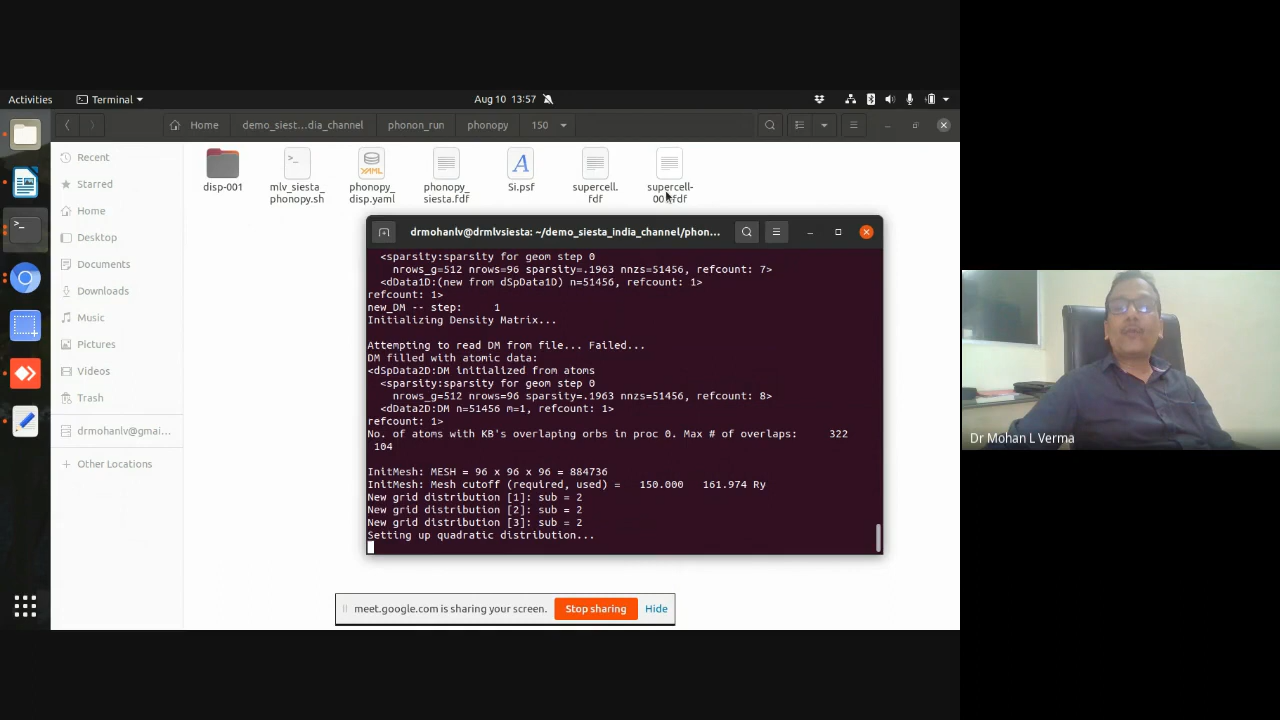 Activities
Terminal
Aug 10 13:57
Home
demo_siest...dia_channel
phonon_run
phonopy
150
Recent
Starred
Home
Desktop
Documents
Downloads
Music
Pictures
Videos
Trash
drmohanlv@gmai...
Other Locations
disp-001
mlv_siesta_
phonopy.sh
YAML
phonopy_
disp.yaml
phonopy_
siesta.fdf
A
Si.psf
supercell.
fdf
supercell-
001.fdf
drmohanlv@drmlvsiesta: ~/demo_siesta_india_channel/phon...
<sparsity:sparsity for geom step 0
nrows_g=512 nrows=96 sparsity=.1963 nnzs=51456, refcount: 7>
<dData1D:(new from dSpData1D) n=51456, refcount: 1>
refcount: 1>
new_DM -- step:     1
Initializing Density Matrix...
Attempting to read DM from file... Failed...
DM filled with atomic data:
<dSpData2D:DM initialized from atoms
<sparsity:sparsity for geom step 0
nrows_g=512 nrows=96 sparsity=.1963 nnzs=51456, refcount: 8>
<dData2D:DM n=51456 m=1, refcount: 1>
refcount: 1>
No. of atoms with KB's overlaping orbs in proc 0. Max # of overlaps:     322
104
InitMesh: MESH = 96 x 96 x 96 = 884736
InitMesh: Mesh cutoff (required, used) =   150.000   161.974 Ry
New grid distribution [1]: sub = 2
New grid distribution [2]: sub = 2
New grid distribution [3]: sub = 2
Setting up quadratic distribution...
meet.google.com is sharing your screen.
Stop sharing
Hide
Dr Mohan L Verma